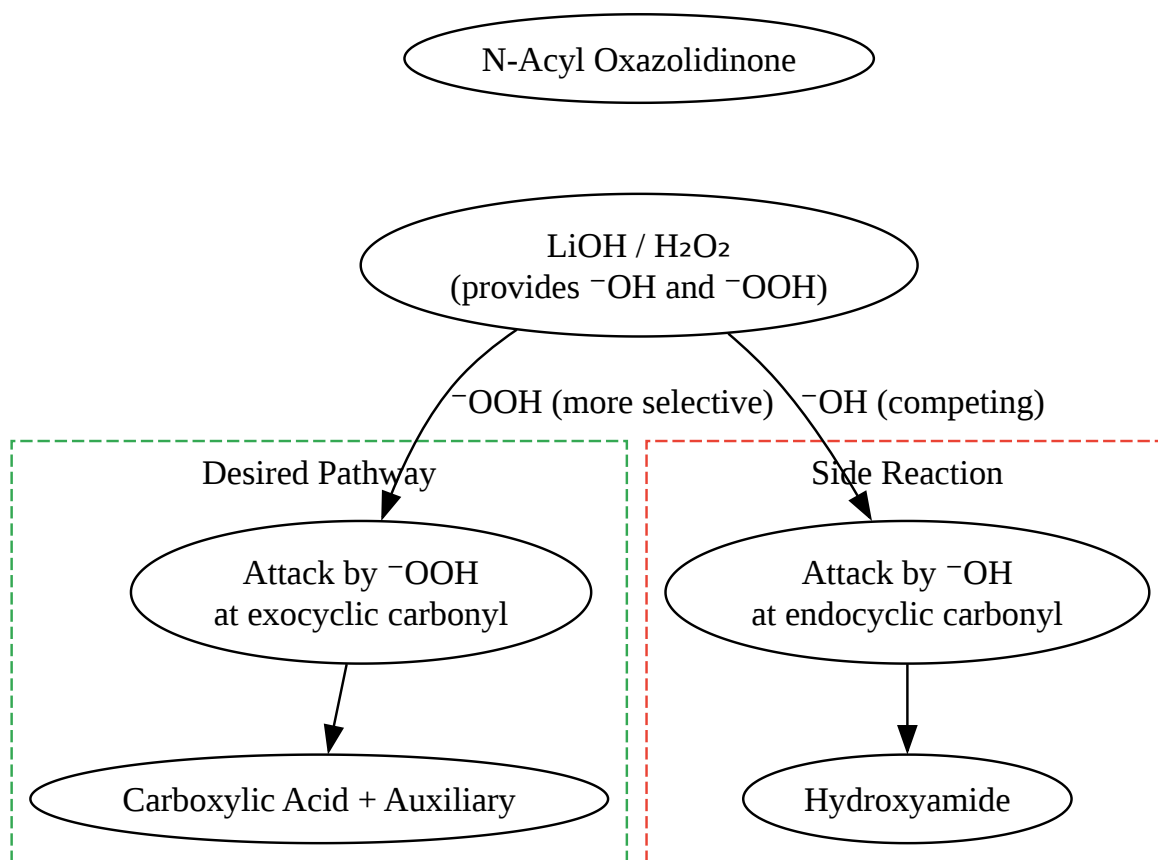 N-Acyl Oxazolidinone
LiOH / H₂O₂
(provides ⁻OH and ⁻OOH)
⁻OOH (more selective)
⁻OH (competing)
Desired Pathway
Side Reaction
Attack by ⁻OOH
at exocyclic carbonyl
Attack by ⁻OH
at endocyclic carbonyl
Carboxylic Acid + Auxiliary
Hydroxyamide